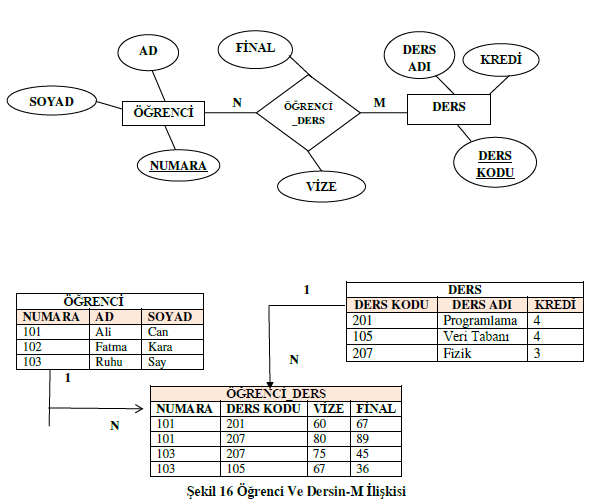 AD
FİNAL
DERS
ADI
KREDİ
SOYAD
ÖĞRENCİ
N
ÖĞRENCİ
_DERS
M
DERS
NUMARA
DERS
KODU
VİZE
ÖĞRENCİ
NUMARA AD SOYAD
101 Ali Can
102 Fatma Kara
103 Ruhu Say
1
DERS
DERS KODU DERS ADI KREDİ
201 Programlama 4
105 Veri Tabanı 4
207 Fizik 3
1
N
N
ÖĞRENCİ_DERS
NUMARA DERS KODU VİZE FİNAL
101 201 60 67
101 207 80 89
103 207 75 45
103 105 67 36
Şekil 16 Öğrenci Ve Dersin-M İlişkisi